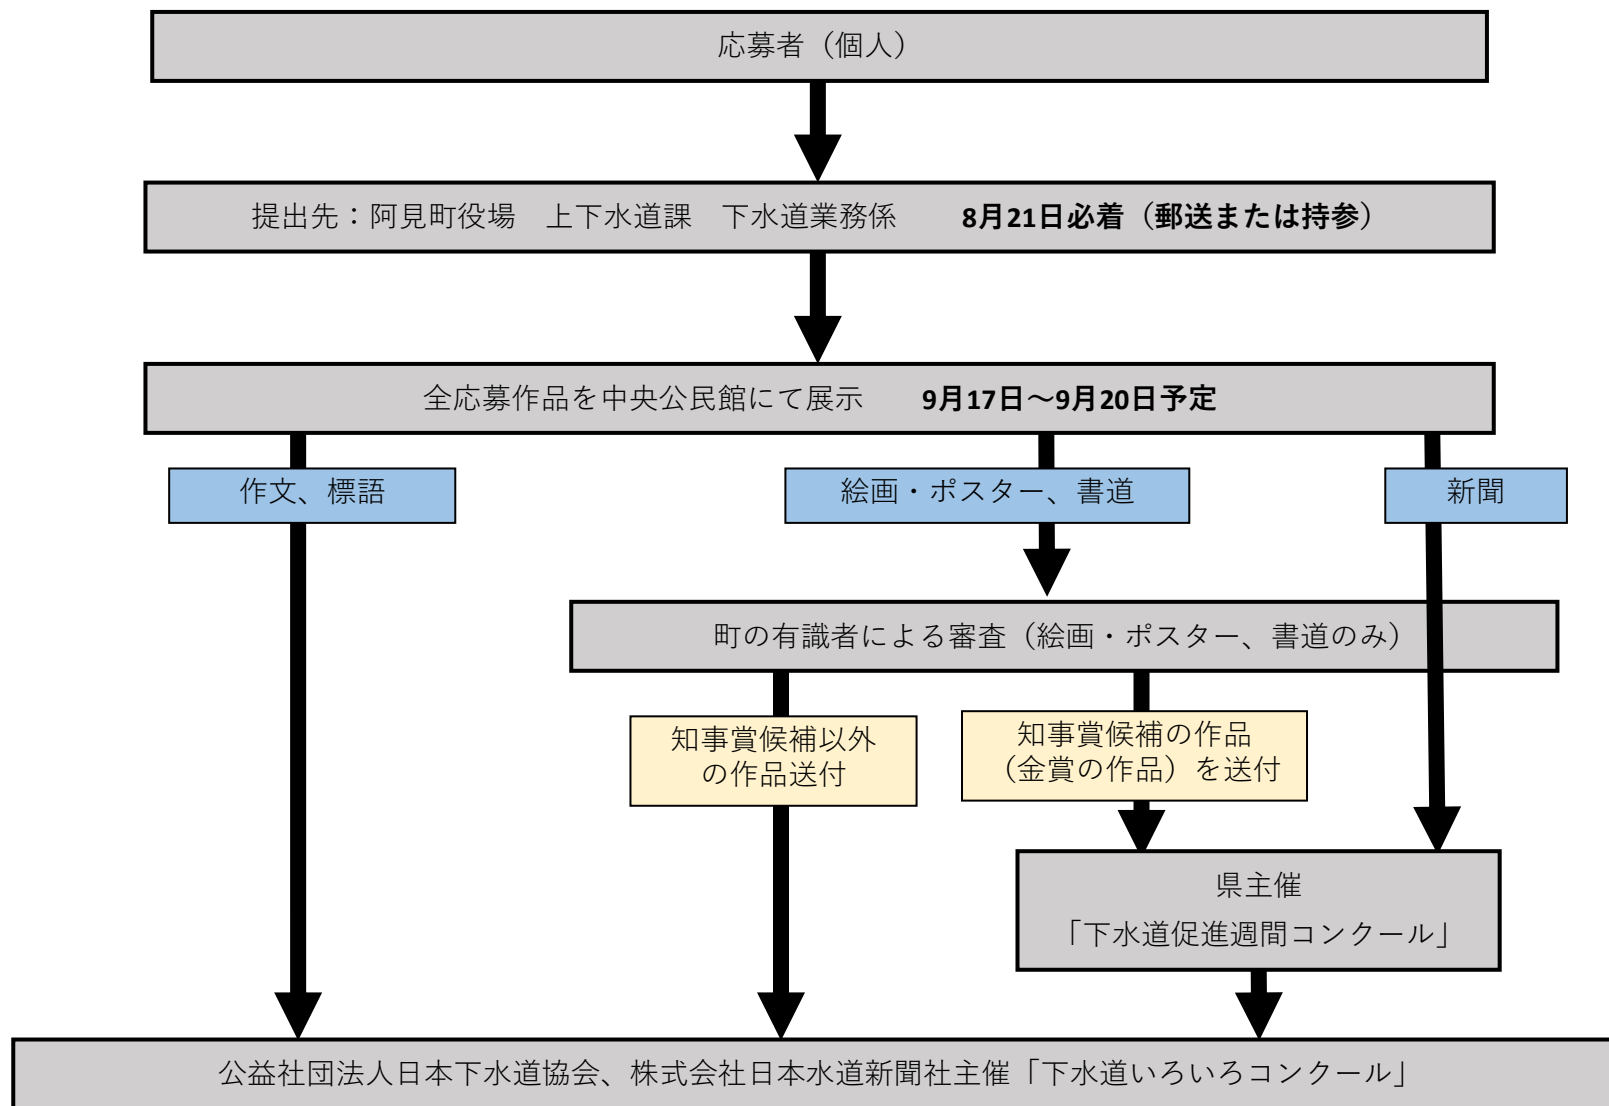 応募者（個人）
提出先：阿見町役場　上下水道課　下水道業務係　　8月21日必着（郵送または持参）
全応募作品を中央公民館にて展示　　9月17日～9月20日予定
作文、標語
絵画・ポスター、書道
新聞
町の有識者による審査（絵画・ポスター、書道のみ）
知事賞候補以外
の作品送付
知事賞候補の作品
（金賞の作品）を送付
県主催
「下水道促進週間コンクール」
公益社団法人日本下水道協会、株式会社日本水道新聞社主催「下水道いろいろコンクール」